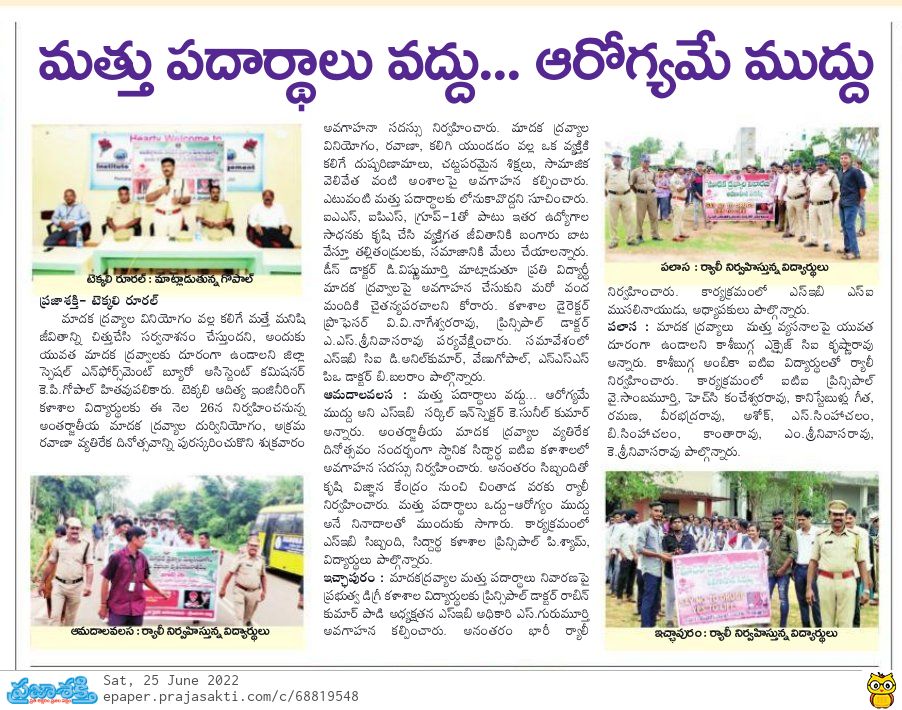 మత్తు పదార్థాలు వద్దు... ఆరోగ్యమే ముద్దు
Hearty Welcome to
Institute
Management
టెక్కలి రూరల్ : మాట్లాడుతున్న గోపాల్
ప్రజాశక్తి- టెక్కలి రూరల్
మాదక ద్రవ్యాల వినియోగం వల్ల కలిగే మత్తే మనిషి
జీవితాన్ని చిత్తుచేసి సర్వనాశనం చేస్తుందని, అందుకు
యువత మాదక ద్రవ్యాలకు దూరంగా ఉండాలని జిల్లా
స్పెషల్ ఎన్‌ఫోర్స్‌మెంట్ బ్యూరో అసిస్టెంట్ కమిషనర్
కె.పి.గోపాల్ హితవుపలికారు. టెక్కలి ఆదిత్య ఇంజినీరింగ్
కళాశాల విద్యార్థులకు ఈ నెల 26న నిర్వహించనున్న
అంతర్జాతీయ మాదక ద్రవ్యాల దుర్వినియోగం, అక్రమ
రవాణా వ్యతిరేక దినోత్సవాన్ని పురస్కరించుకొని శుక్రవారం
ఆమదాలవలస : ర్యాలీ నిర్వహిస్తున్న విద్యార్థులు
అవగాహనా సదస్సు నిర్వహించారు. మాదక ద్రవ్యాల
వినియోగం, రవాణా, కలిగి యుండడం వల్ల ఒక వ్యక్తికి
కలిగే దుష్పరిణామాలు, చట్టపరమైన శిక్షలు, సామాజిక
వెలివేత వంటి అంశాలపై అవగాహన కల్పించారు.
ఎటువంటి మత్తు పదార్థాలకు లోనుకావొద్దని సూచించారు.
ఐఎఎస్, ఐపిఎస్, గ్రూప్-1తో పాటు ఇతర ఉద్యోగాల
సాధనకు కృషి చేసి వ్యక్తిగత జీవితానికి బంగారు బాట
వేస్తూ తల్లితండ్రులకు, సమాజానికి మేలు చేయాలన్నారు.
డీన్ డాక్టర్ డి.విష్ణుమూర్తి మాట్లాడుతూ ప్రతి విద్యార్థీ
మాదక ద్రవ్యాలపై అవగాహన చేసుకుని మరో వంద
మందికి చైతన్యపరచాలని కోరారు. కళాశాల డైరెక్టర్
ప్రొఫెసర్ వి.వి.నాగేశ్వరరావు, ప్రిన్సిపాల్ డాక్టర్
ఎ.ఎస్.శ్రీనివాసరావు పర్యవేక్షించారు. సమావేశంలో
ఎస్ఇబి సిఐ డి.అనిల్‌కుమార్, వేణుగోపాల్, ఎన్ఎస్ఎస్
పిఒ డాక్టర్ బి.బలరాం పాల్గొన్నారు.
ఆమదాలవలస : మత్తు పదార్థాలు వద్దు... ఆరోగ్యమే
ముద్దు అని ఎస్ఇబి సర్కిల్ ఇన్‌స్పెక్టర్ కె.సునీల్ కుమార్
అన్నారు. అంతర్జాతీయ మాదక ద్రవ్యాల వ్యతిరేక
దినోత్సవం సందర్భంగా స్థానిక సిద్ధార్థ ఐటిఐ కళాశాలలో
అవగాహన సదస్సు నిర్వహించారు. అనంతరం సిబ్బందితో
కృషి విజ్ఞాన కేంద్రం నుంచి చింతాడ వరకు ర్యాలీ
నిర్వహించారు. మత్తు పదార్థాలు ఒద్దు-ఆరోగ్యం ముద్దు
అనే నినాదాలతో ముందుకు సాగారు. కార్యక్రమంలో
ఎస్ఇబి సిబ్బంది, సిద్దార్థ కళాశాల ప్రిన్సిపాల్ పి.శ్యామ్,
విద్యార్థులు పాల్గొన్నారు.
ఇచ్ఛాపురం : మాదకద్రవ్యాల మత్తు పదార్థాలు నివారణపై
ప్రభుత్వ డిగ్రీ కళాశాల విద్యార్థులకు ప్రిన్సిపాల్ డాక్టర్ రాబిన్
కుమార్ పాడి అధ్యక్షతన ఎస్ఇబి అధికారి ఎస్.గురుమూర్తి
అవగాహన కల్పించారు. అనంతరం భారీ ర్యాలీ
పలాస : ర్యాలీ నిర్వహిస్తున్న విద్యార్థులు
నిర్వహించారు. కార్యక్రమంలో ఎస్ఇబి ఎస్ఐ
ముసలినాయుడు, అధ్యాపకులు పాల్గొన్నారు.
పలాస : మాదక ద్రవ్యాలు మత్తు వ్యసనాలపై యువత
దూరంగా ఉండాలని కాశీబుగ్గ ఎక్సైజ్ సిఐ కృష్ణారావు
అన్నారు. కాశీబుగ్గ అంబికా ఐటిఐ విద్యార్థులతో ర్యాలీ
నిర్వహించారు. కార్యక్రమంలో ఐటిఐ ప్రిన్సిపాల్
వై.సాంబమూర్తి, హెచ్‌సి కంచేశ్వరరావు, కానిస్టేబుళ్లు గీత,
రమణ, వీరభద్రరావు, అశోక్, ఎస్.సింహాచలం,
బి.సింహాచలం, కాంతారావు, ఎం.శ్రీనివాసరావు,
కె.శ్రీనివాసరావు పాల్గొన్నారు.
ఇచ్ఛాపురం : ర్యాలీ నిర్వహిస్తున్న విద్యార్థులు
ప్రజాశక్తి
Sat, 25 June 2022
epaper.prajasakti.com/c/68819548